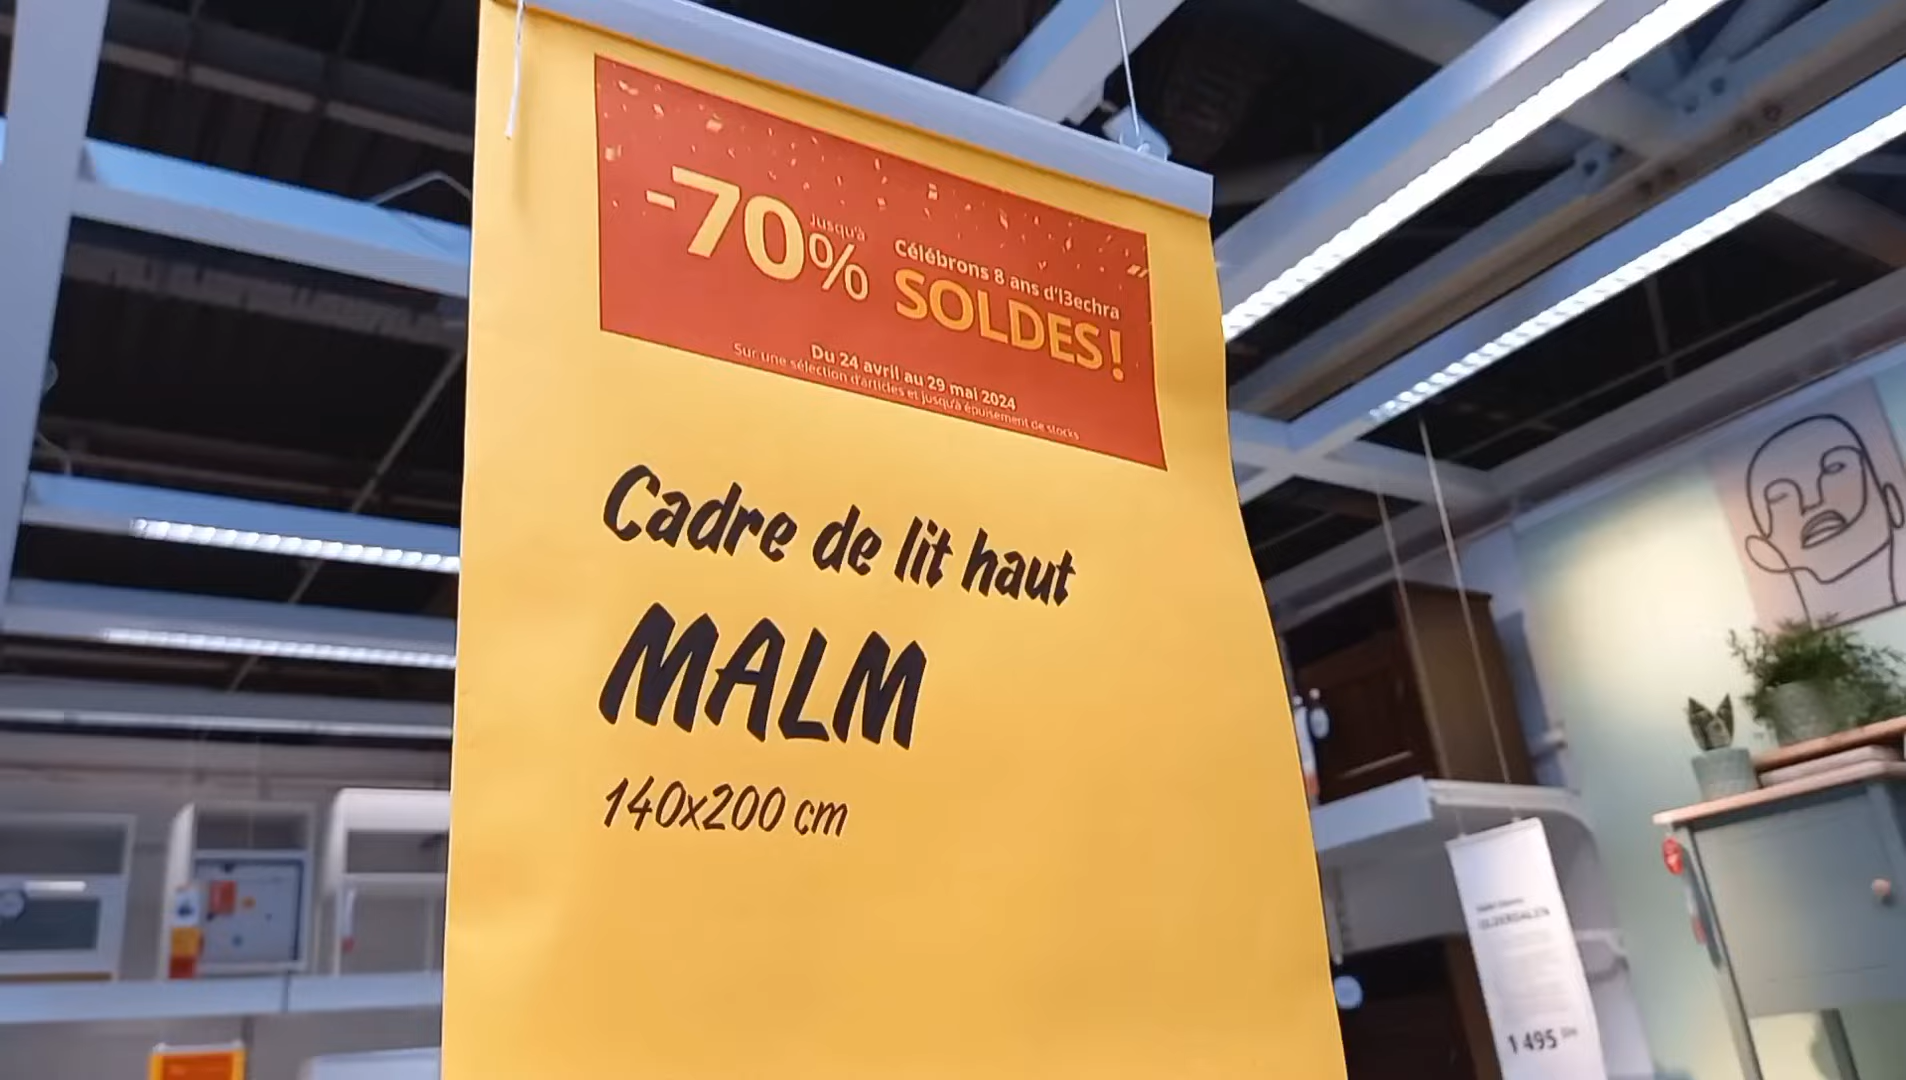 -70%
Jusqu'à
Célébrons 8 ans d'l3echra
SOLDES!
Du 24 avril au 29 mai 2024
Sur une sélection d'articles et jusqu'à épuisement de stocks
Cadre de lit haut
MALM
140x200 cm
1 495